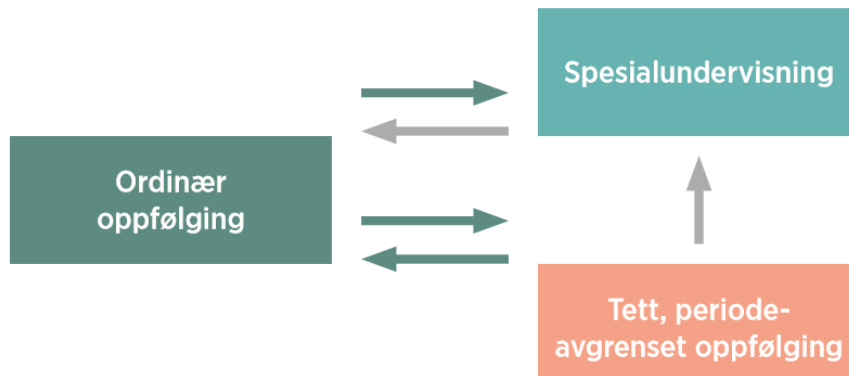 Spesialundervisning
Ordinær
oppfølging
Tett, periode-
avgrenset oppfølging